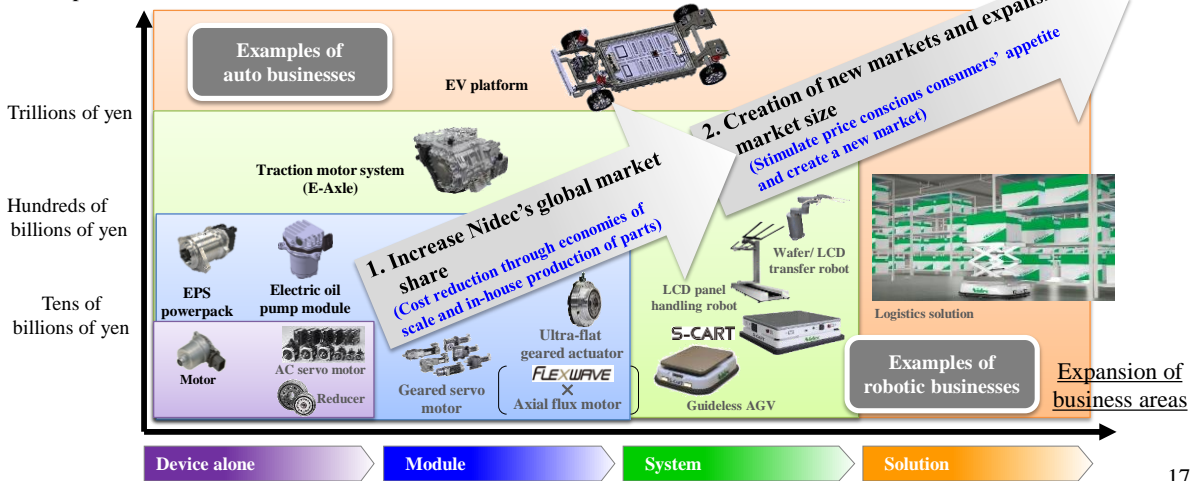 Examples of
auto businesses
EV platform
2. Creation of new markets and
market size
(Stimulate price conscious consumers' appetite
and create a new market)
Trillions of yen
Traction motor system
(E-Axle)
1. Increase Nidec's global market
share
(Cost reduction through economies of
scale and in-house production of parts)
Hundreds of
billions of yen
EPS
powerpack
Electric oil
pump module
Wafer/ LCD
transfer robot
LCD panel
handling robot
Logistics solution
Tens of
billions of yen
Motor
AC servo motor
Reducer
Geared servo
motor
Ultra-flat
geared actuator
FLEXWAVE
×
Axial flux motor
S-CART
Guideless AGV
Examples of
robotic businesses
Expansion of
business areas
Device alone
Module
System
Solution
17